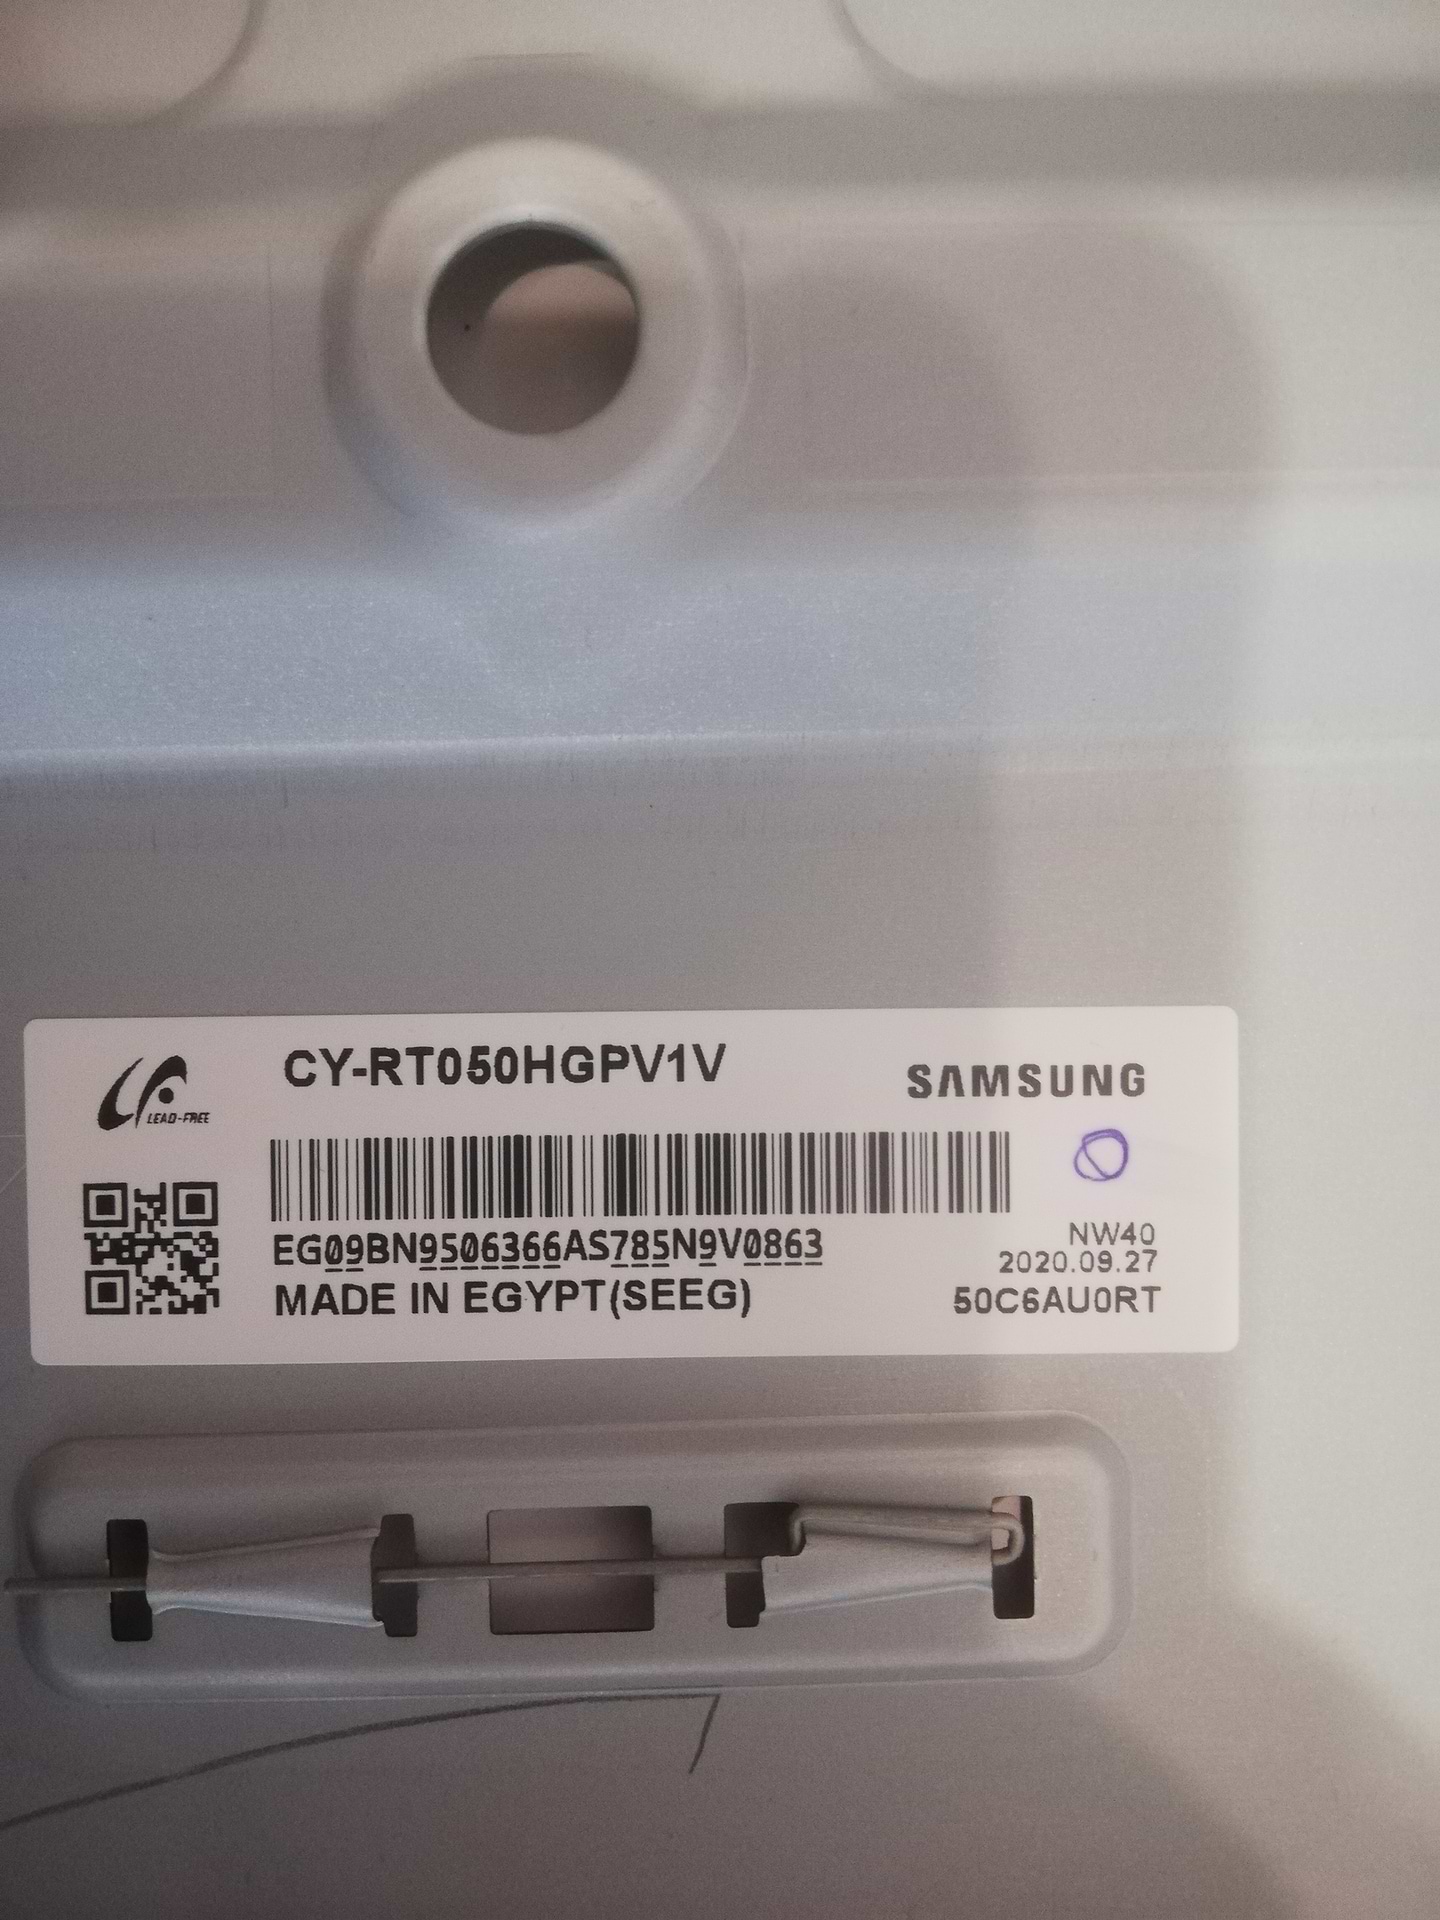 CY-RT050HGPV1V
SAMSUNG
LEAD-FREE
EG09BN9506366AS785N9V0863
NW40
2020.09.27
MADE IN EGYPT(SEEG)
50C6AU0RT